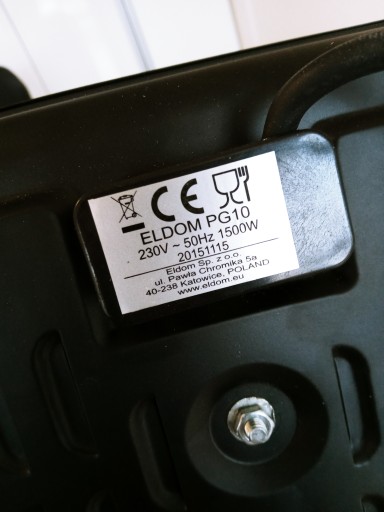 CE
ELDOM PG10
230V ~ 50Hz 1500W
20151115
Eldom Sp. z o.o.
ul. Pawła Chromika 5a
40-238 Katowice, POLAND
www.eldom.eu